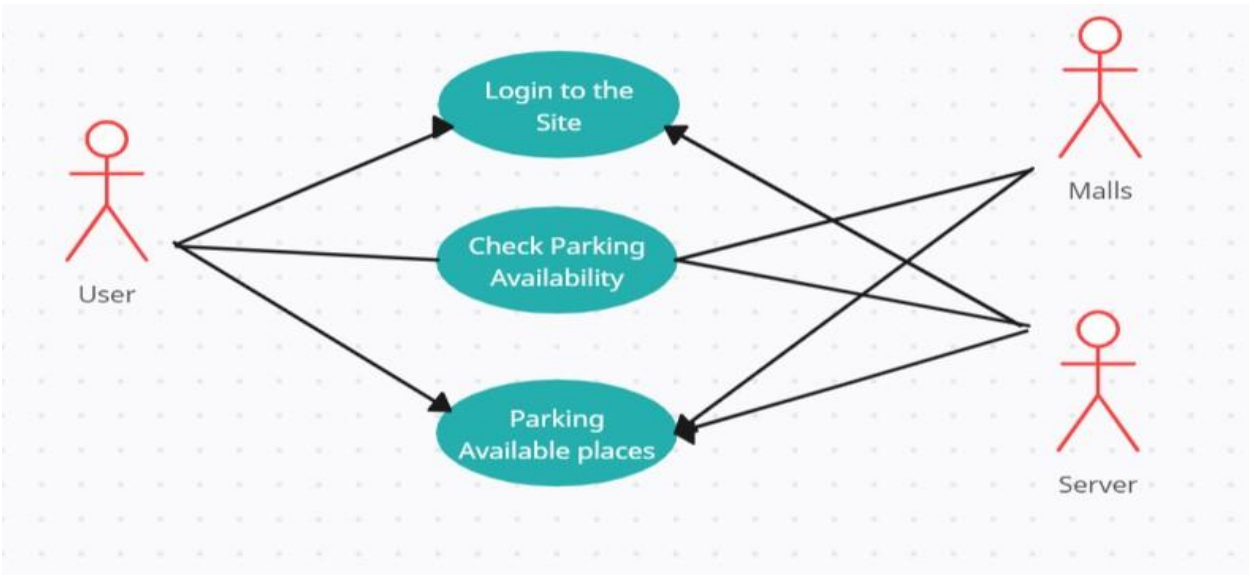 Login to the
Site
Malls
User
Check Parking
Availability
Parking
Available places
Server